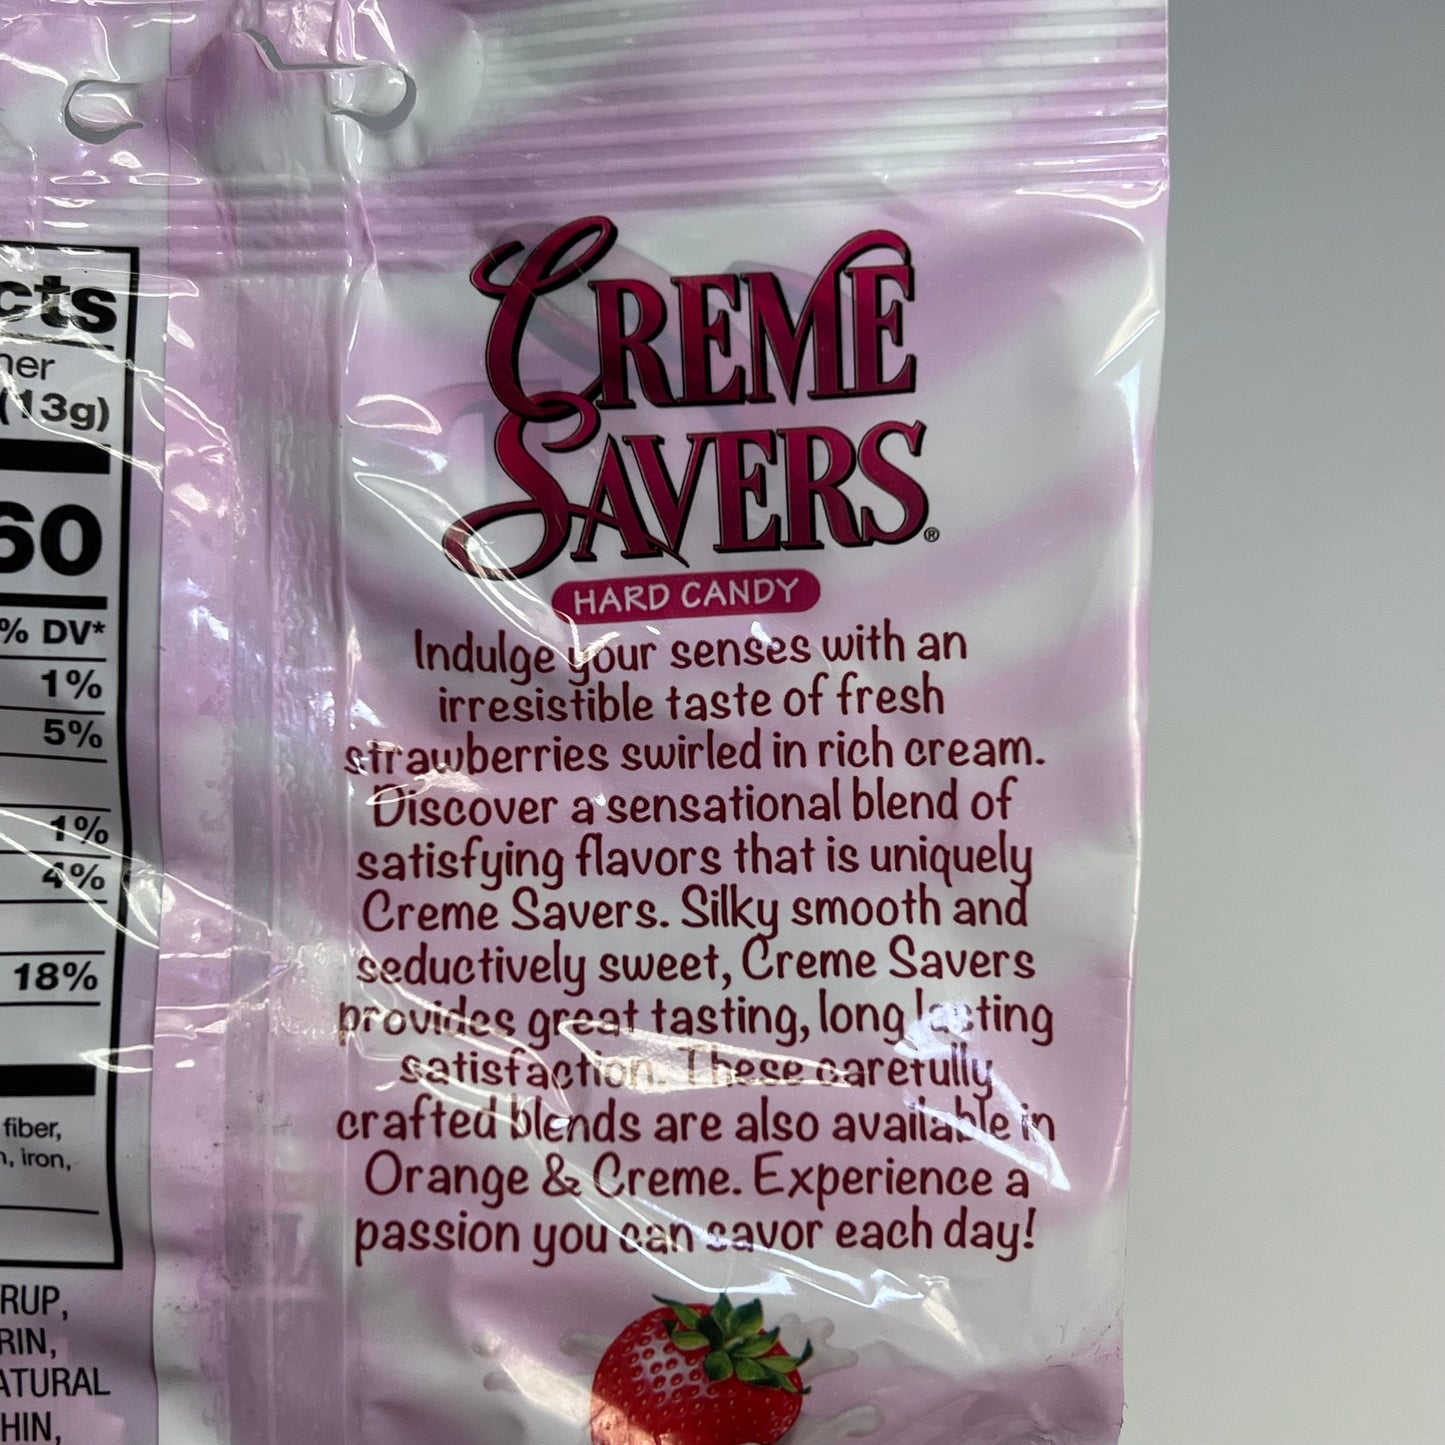 cts
(13g)
60
% DV*
1%
5%
1%
4%
18%
fiber,
iron,
CREME
SAVERS®
HARD CANDY
Indulge your senses with an
irresistible taste of fresh
strawberries swirled in rich cream.
Discover a sensational blend of
satisfying flavors that is uniquely
Creme Savers. Silky smooth and
seductively sweet, Creme Savers
provides great tasting, long lasting
satisfaction. These carefully
crafted blends are also available in
Orange & Creme. Experience a
passion you can savor each day!
RUP,
RIN,
ATURAL
HIN,